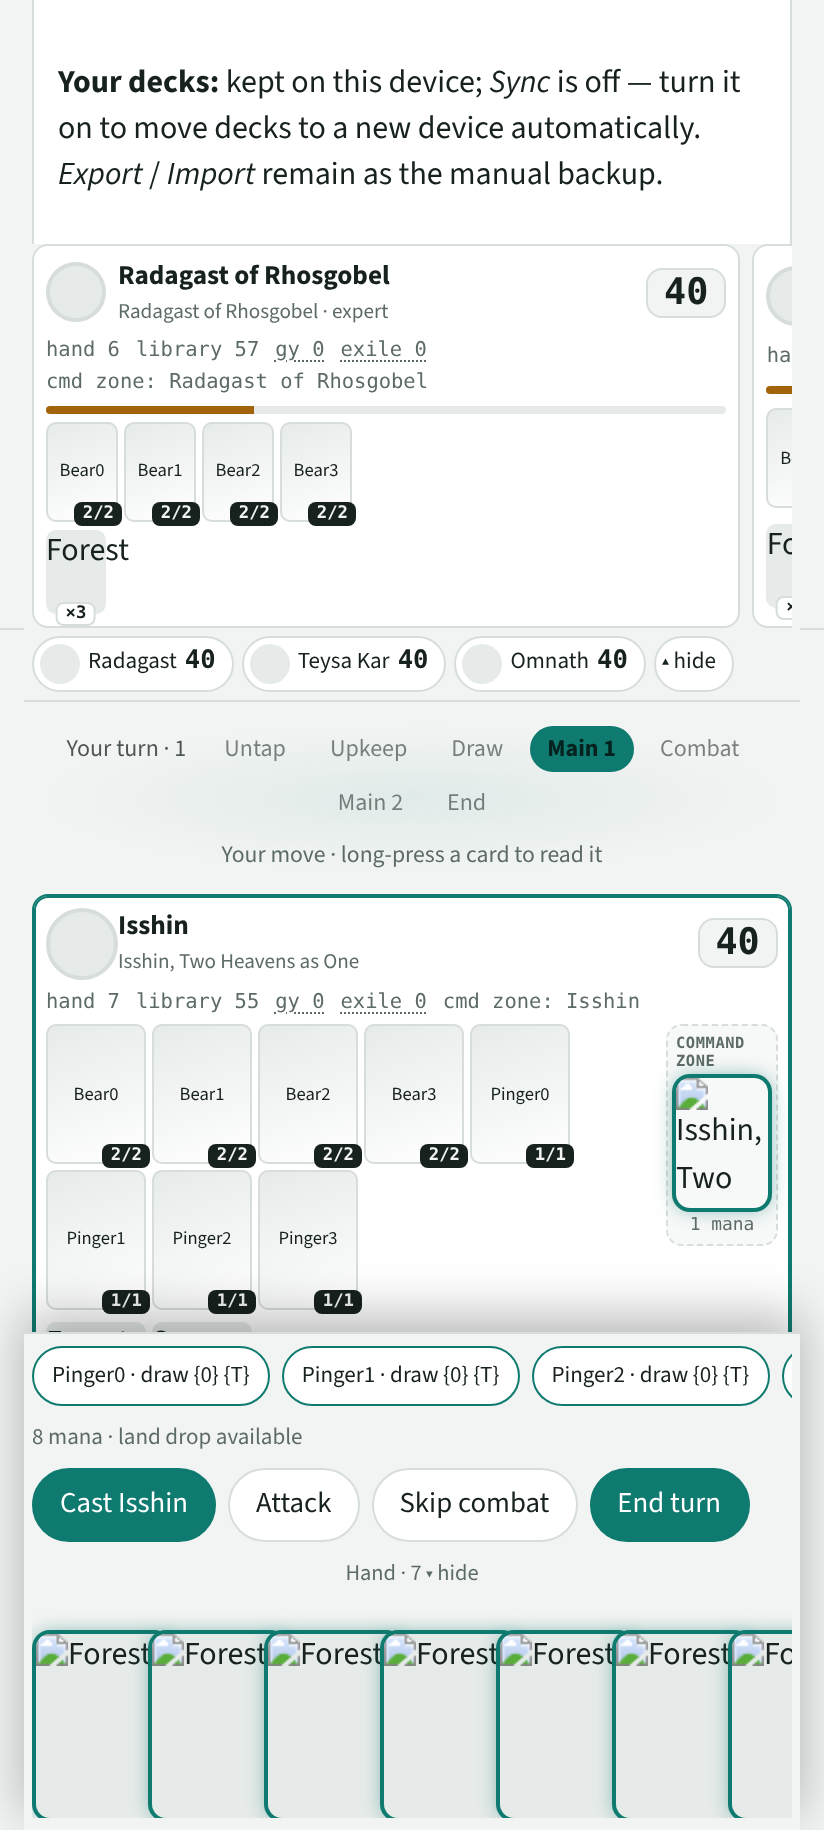 Your decks: kept on this device; Sync is off — turn it
on to move decks to a new device automatically.
Export / Import remain as the manual backup.
Radagast of Rhosgobel
Radagast of Rhosgobel · expert
40
hand 6 library 57 gy 0 exile 0
cmd zone: Radagast of Rhosgobel
Bear0 Bear1 Bear2 Bear3
2/2 2/2 2/2 2/2
Forest
×3
Radagast 40 Teysa Kar 40 Omnath 40 ▴ hide
Your turn · 1 Untap Upkeep Draw Main 1 Combat
Main 2 End
Your move · long-press a card to read it
Isshin
Isshin, Two Heavens as One
40
hand 7 library 55 gy 0 exile 0 cmd zone: Isshin
Bear0 Bear1 Bear2 Bear3 Pinger0
2/2 2/2 2/2 2/2 1/1
COMMAND
ZONE
Isshin,
Two
1 mana
Pinger1 Pinger2 Pinger3
1/1 1/1 1/1
Pinger0 · draw {0} {T} Pinger1 · draw {0} {T} Pinger2 · draw {0} {T}
8 mana · land drop available
Cast Isshin Attack Skip combat End turn
Hand · 7 ▾ hide
Forest Forest Forest Forest Forest Forest Fo